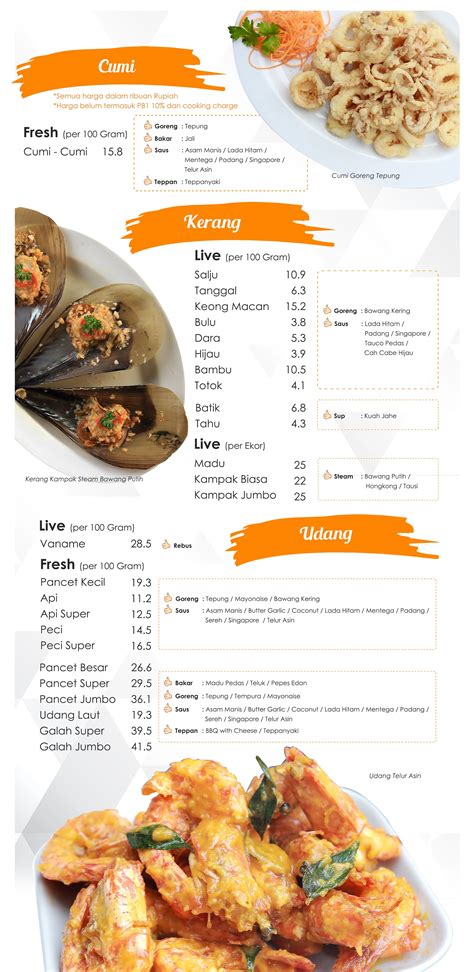 Cumi
*Semua harga dalam ribuan Rupiah
*Harga belum termasuk PB1 10% dan cooking charge
Fresh (per 100 Gram)
Cumi - Cumi 15.8
Goreng : Tepung
Bakar : Jali
Saus : Asam Manis / Lada Hitam /
Mentega / Padang / Singapore /
Telur Asin
Teppan : Teppanyaki
Cumi Goreng Tepung
Kerang
Live (per 100 Gram)
Salju 10.9
Tanggal 6.3
Keong Macan 15.2
Bulu 3.8
Dara 5.3
Hijau 3.9
Bambu 10.5
Totok 4.1
Goreng : Bawang Kering
Saus : Lada Hitam /
Padang / Singapore /
Tauco Pedas /
Cah Cabe Hijau
Batik 6.8
Tahu 4.3
Sup : Kuah Jahe
Live (per Ekor)
Madu 25
Kampak Biasa 22
Kampak Jumbo 25
Steam : Bawang Putih /
Hongkong / Tausi
Kerang Kampak Steam Bawang Putih
Udang
Live (per 100 Gram)
Vaname 28.5 Rebus
Fresh (per 100 Gram)
Pancet Kecil 19.3
Api 11.2
Api Super 12.5
Peci 14.5
Peci Super 16.5
Goreng : Tepung / Mayonaise / Bawang Kering
Saus : Asam Manis / Butter Garlic / Coconut / Lada Hitam / Mentega / Padang /
Sereh / Singapore / Telur Asin
Pancet Besar 26.6
Pancet Super 29.5
Pancet Jumbo 36.1
Udang Laut 19.3
Galah Super 39.5
Galah Jumbo 41.5
Bakar : Madu Pedas / Teluk / Pepes Edan
Goreng : Tepung / Tempura / Mayonaise
Saus : Asam Manis / Butter Garlic / Coconut / Lada Hitam / Mentega / Padang /
Sereh / Singapore / Telur Asin
Teppan : BBQ with Cheese / Teppanyaki
Udang Telur Asin